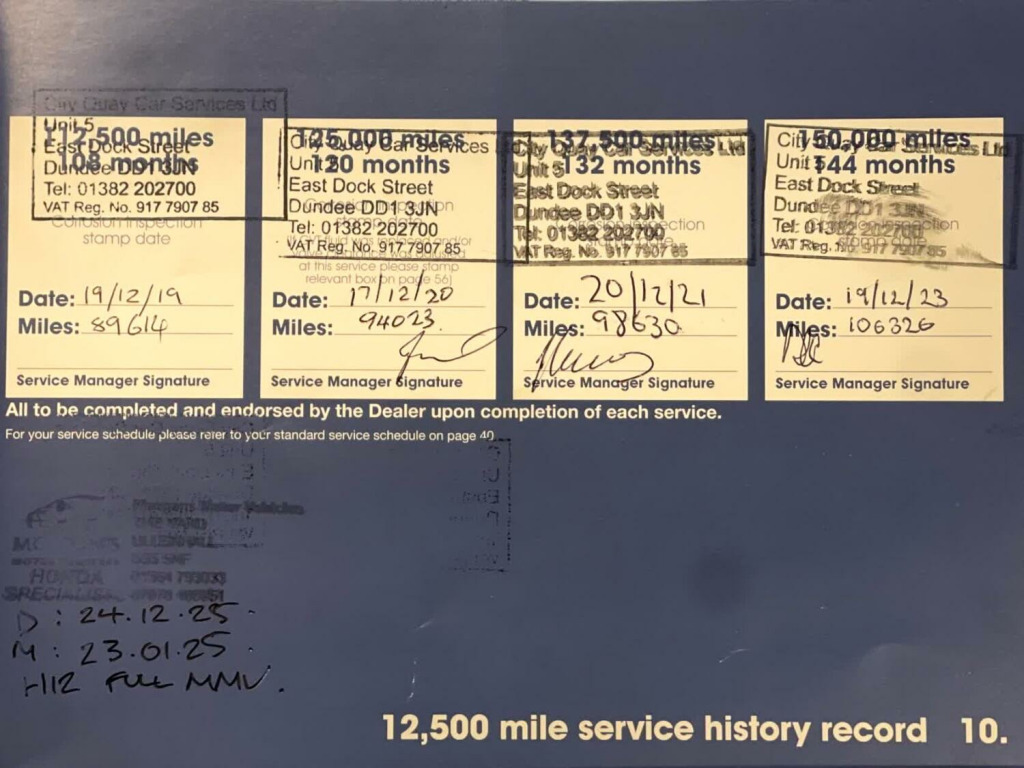 City Quay Car Services Ltd
Unit 5
112,500 miles
East Dock Street
108 months
Dundee DD1 3JN
Tel: 01382 202700
VAT Reg. No. 917 7907 85
Corrosion Inspection
stamp date
Date: 19/12/19
Miles: 89614
Service Manager Signature
125,000 miles
City Quay Car Services
Unit 5
120 months
East Dock Street
Dundee DD1 3JN
Tel: 01382 202700
VAT Reg. No. 917 7907 85
at this service please stamp
relevant box on page 56)
Date: 17/12/20
Miles: 94023
Service Manager Signature
137,500 miles
City Quay Car Services Ltd
Unit 5
132 months
East Dock Street
Dundee DD1 3JN
Tel: 01382 202700
VAT Reg. No. 917 7907 85
Date: 20/12/21
Miles: 98630
Service Manager Signature
150,000 miles
City Quay Car Services Ltd
Unit 5
144 months
East Dock Street
Dundee DD1 3JN
Tel: 01382 202700
VAT Reg. No. 917 7907 85
Date: 19/12/23
Miles: 106326
Service Manager Signature
All to be completed and endorsed by the Dealer upon completion of each service.
For your service schedule please refer to your standard service schedule on page 40.
Motor Vehicles
THE YARD
ULLENHALL
HONDA
SPECIALIST
D : 24.12.25
M : 23.01.25
FULL MMV.
12,500 mile service history record 10.